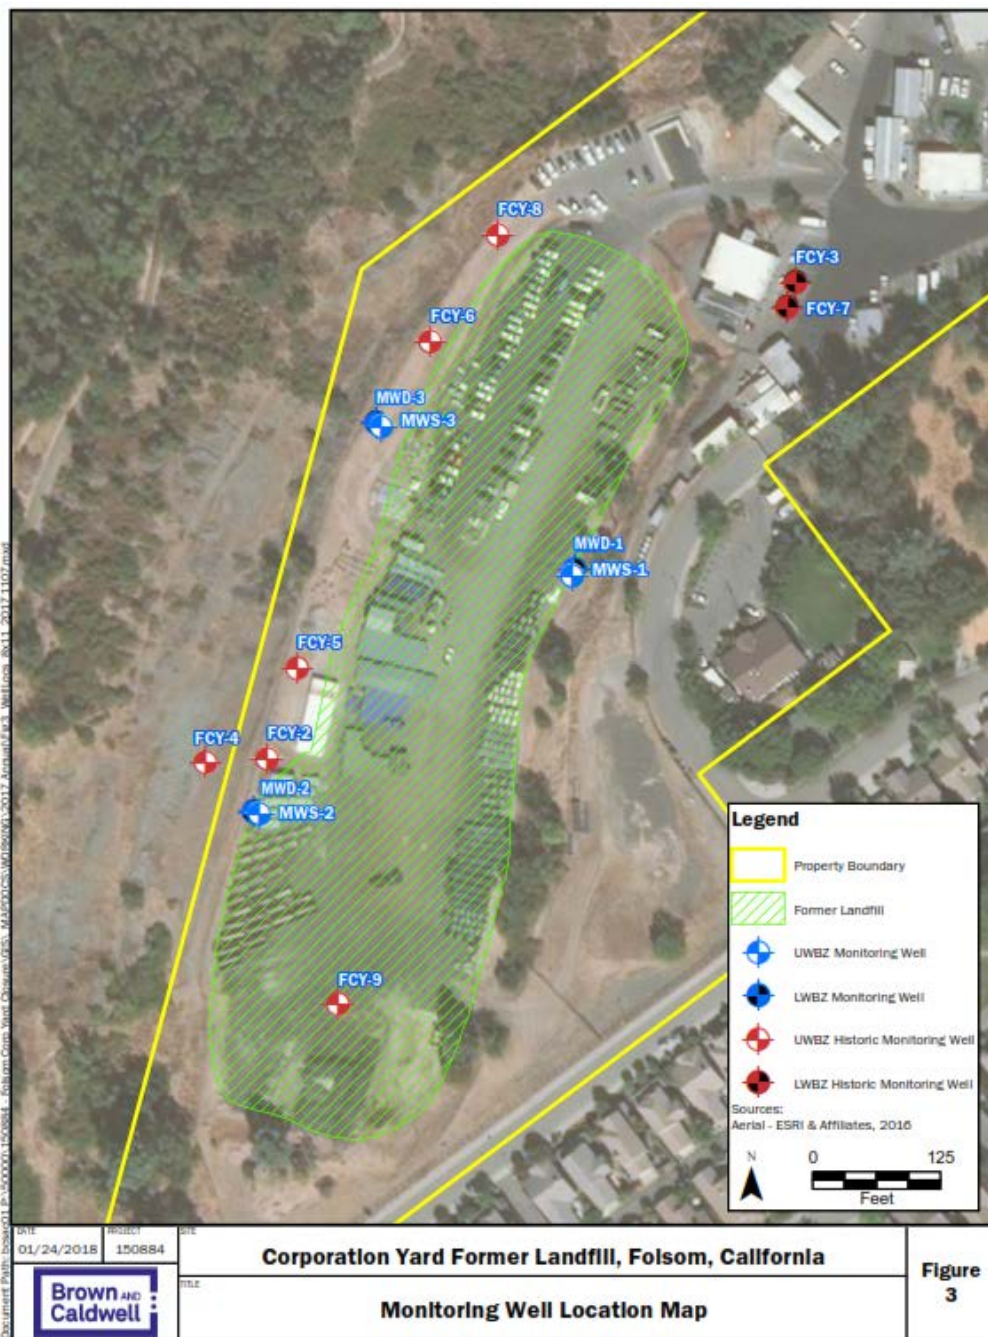 FCY-8
FCY-3
FCY-7
FCY-6
MWD-3
MWS-3
MWD-1
MWS-1
FCY-5
FCY-4
FCY-2
MWD-2
MWS-2
FCY-9
Legend
Property Boundary
Former Landfill
UWBZ Monitoring Well
LWBZ Monitoring Well
UWBZ Historic Monitoring Well
LWBZ Historic Monitoring Well
Sources:
Aerial - ESRI & Affiliates, 2016
N
0 125
Feet
DATE
01/24/2018
PROJECT
150884
SITE
Corporation Yard Former Landfill, Folsom, California
TITLE
Monitoring Well Location Map
Figure
3
Brown AND
Caldwell